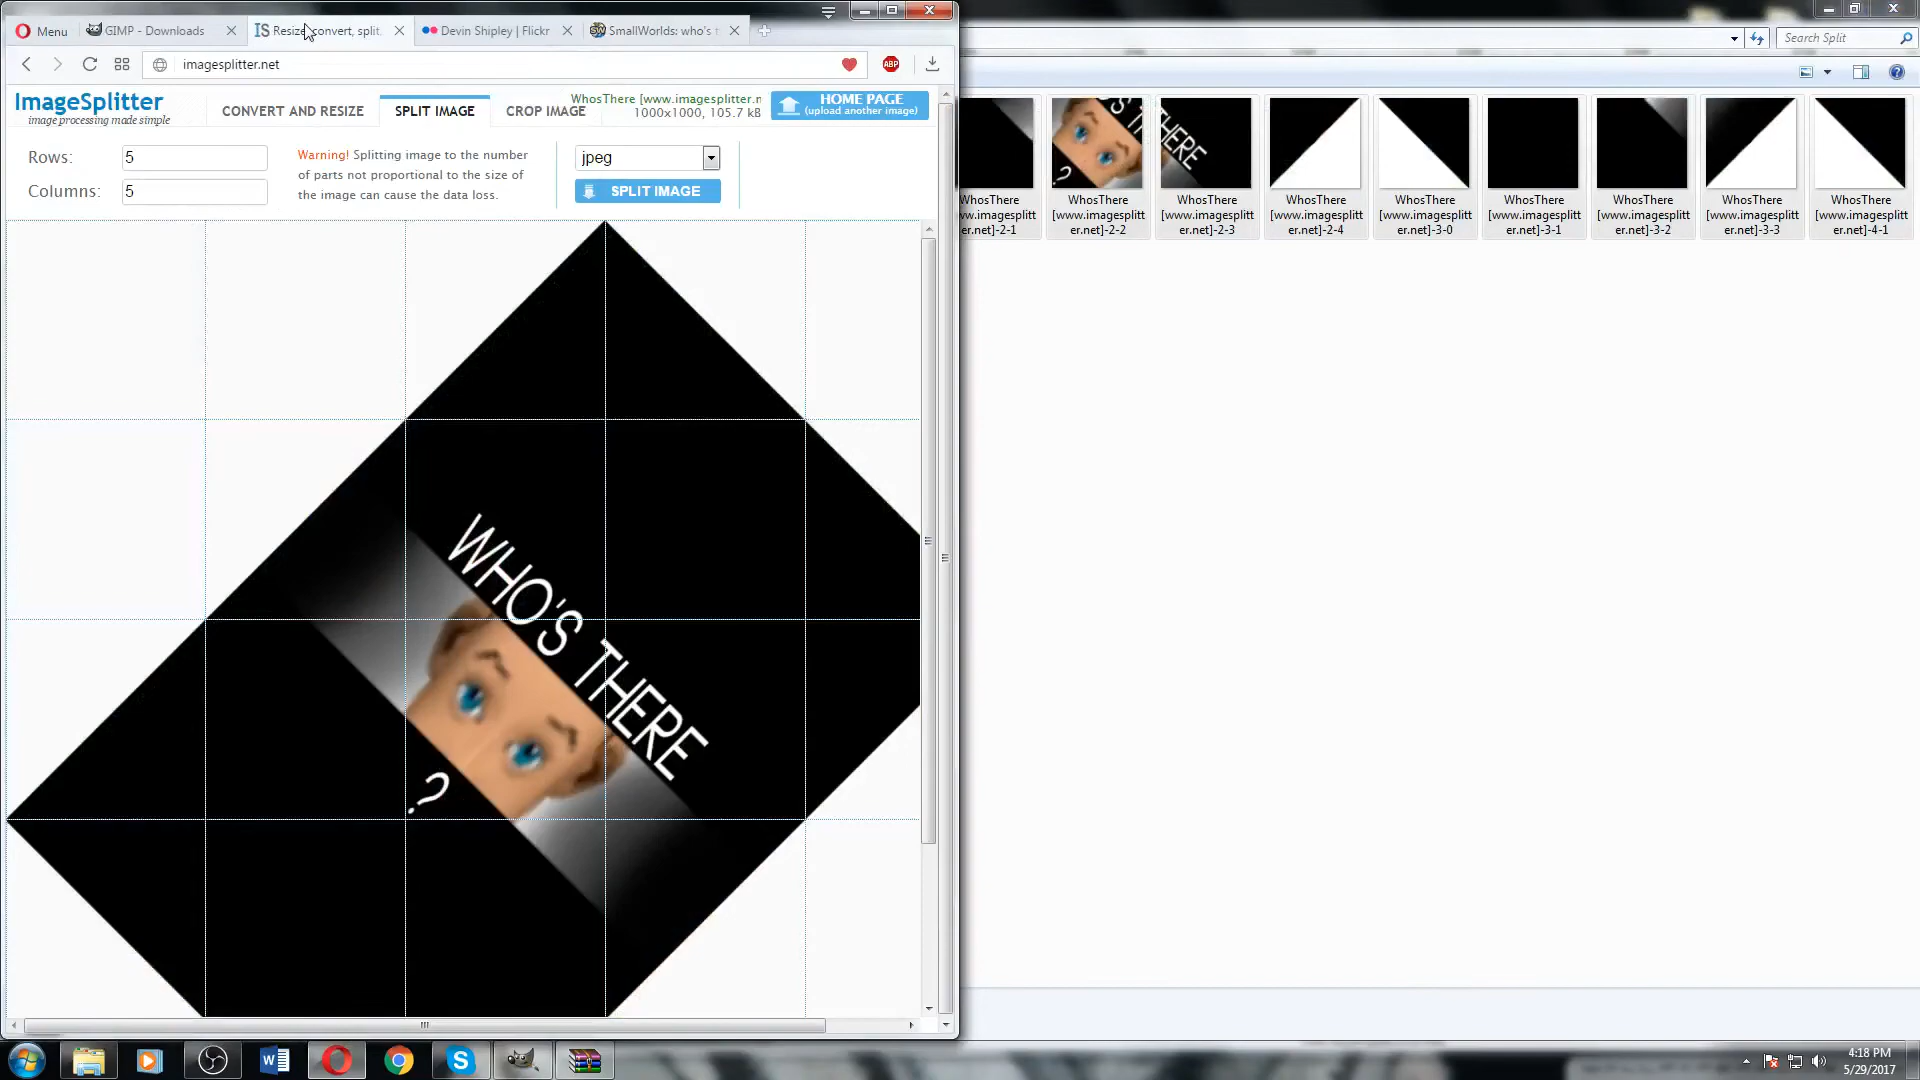 Menu
GIMP - Downloads
Resize, convert, split,
Devin Shipley | Flickr
SmallWorlds: who's
imagesplitter.net
ABP
ImageSplitter
image processing made simple
CONVERT AND RESIZE
SPLIT IMAGE
CROP IMAGE
WhosThere [www.imagesplitter.n
1000x1000, 105.7 kB
HOME PAGE
(upload another image)
Rows:
5
Columns:
5
Warning! Splitting image to the number
of parts not proportional to the size of
the image can cause the data loss.
jpeg
SPLIT IMAGE
WHO'S THERE
?
Search Split
WhosThere
[www.imagesplitt
er.net]-2-1
WhosThere
[www.imagesplitt
er.net]-2-2
WhosThere
[www.imagesplitt
er.net]-2-3
WhosThere
[www.imagesplitt
er.net]-2-4
WhosThere
[www.imagesplitt
er.net]-3-0
WhosThere
[www.imagesplitt
er.net]-3-1
WhosThere
[www.imagesplitt
er.net]-3-2
WhosThere
[www.imagesplitt
er.net]-3-3
WhosThere
[www.imagesplitt
er.net]-4-1
4:18 PM
5/29/2017